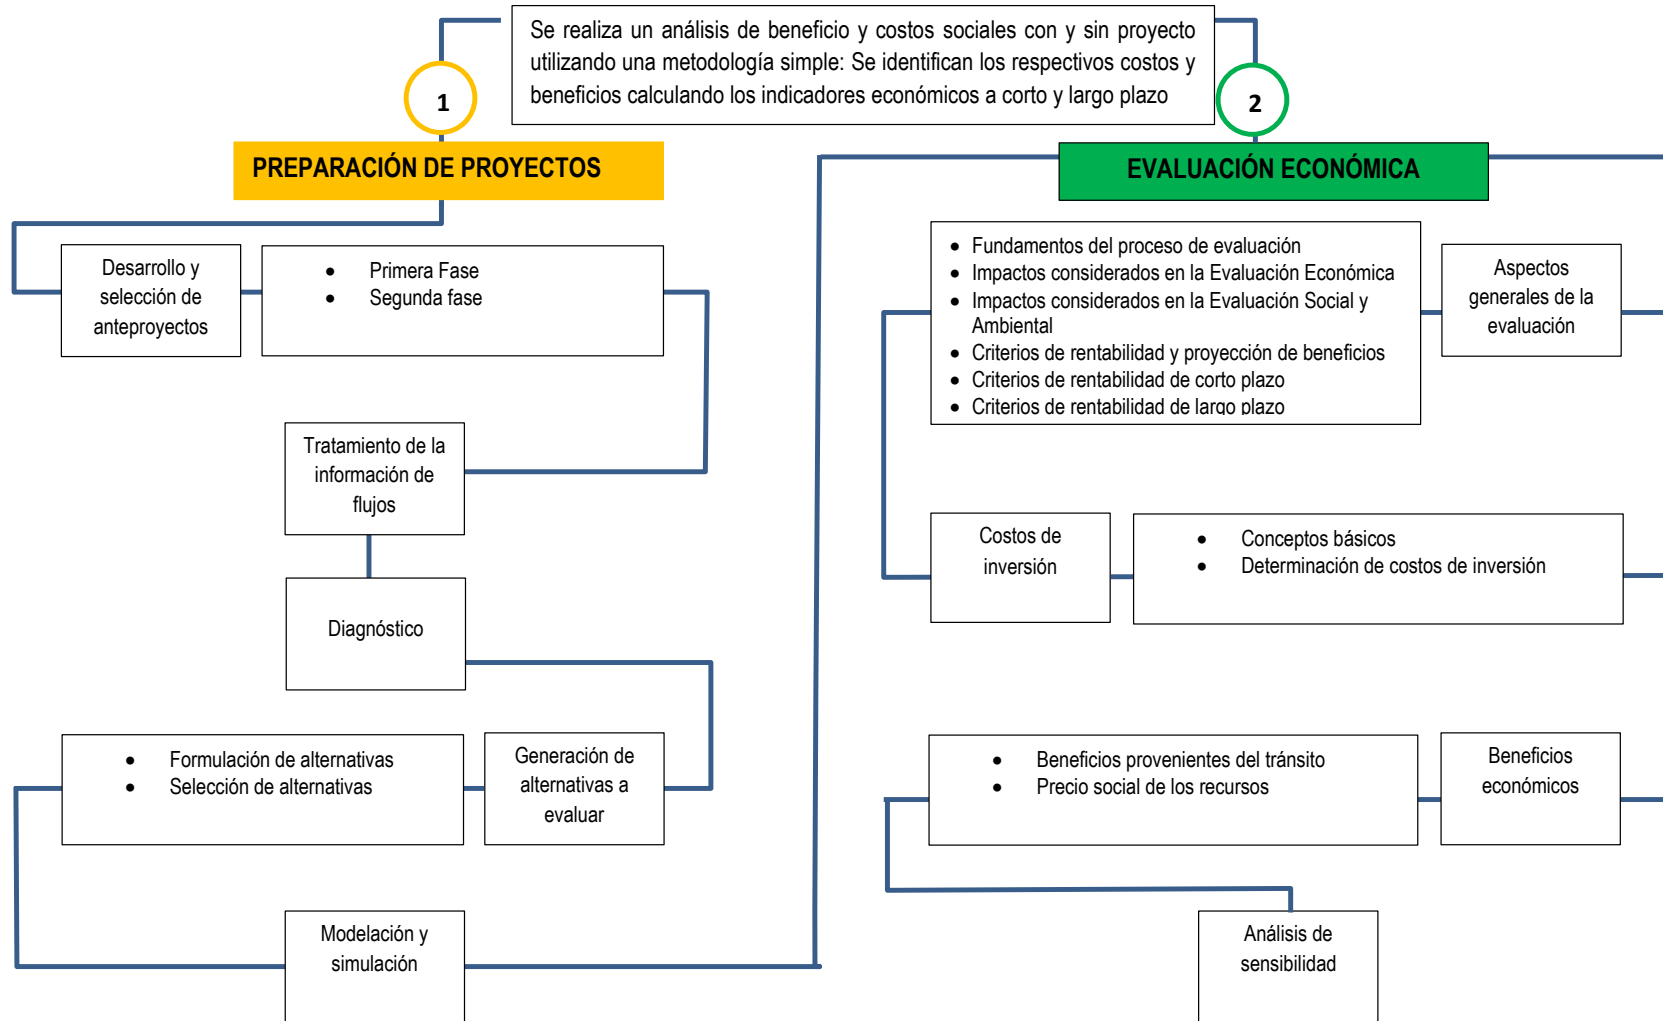 Se realiza un análisis de beneficio y costos sociales con y sin proyecto
utilizando una metodología simple: Se identifican los respectivos costos y
beneficios calculando los indicadores económicos a corto y largo plazo
1
2
PREPARACIÓN DE PROYECTOS
Desarrollo y
selección de
anteproyectos
• Primera Fase
• Segunda fase
Tratamiento de la
información de
flujos
Diagnóstico
• Formulación de alternativas
• Selección de alternativas
Generación de
alternativas a
evaluar
Modelación y
simulación
EVALUACIÓN ECONÓMICA
• Fundamentos del proceso de evaluación
• Impactos considerados en la Evaluación Económica
• Impactos considerados en la Evaluación Social y
Ambiental
• Criterios de rentabilidad y proyección de beneficios
• Criterios de rentabilidad de corto plazo
• Criterios de rentabilidad de largo plazo
Aspectos
generales de la
evaluación
Costos de
inversión
• Conceptos básicos
• Determinación de costos de inversión
• Beneficios provenientes del tránsito
• Precio social de los recursos
Beneficios
económicos
Análisis de
sensibilidad